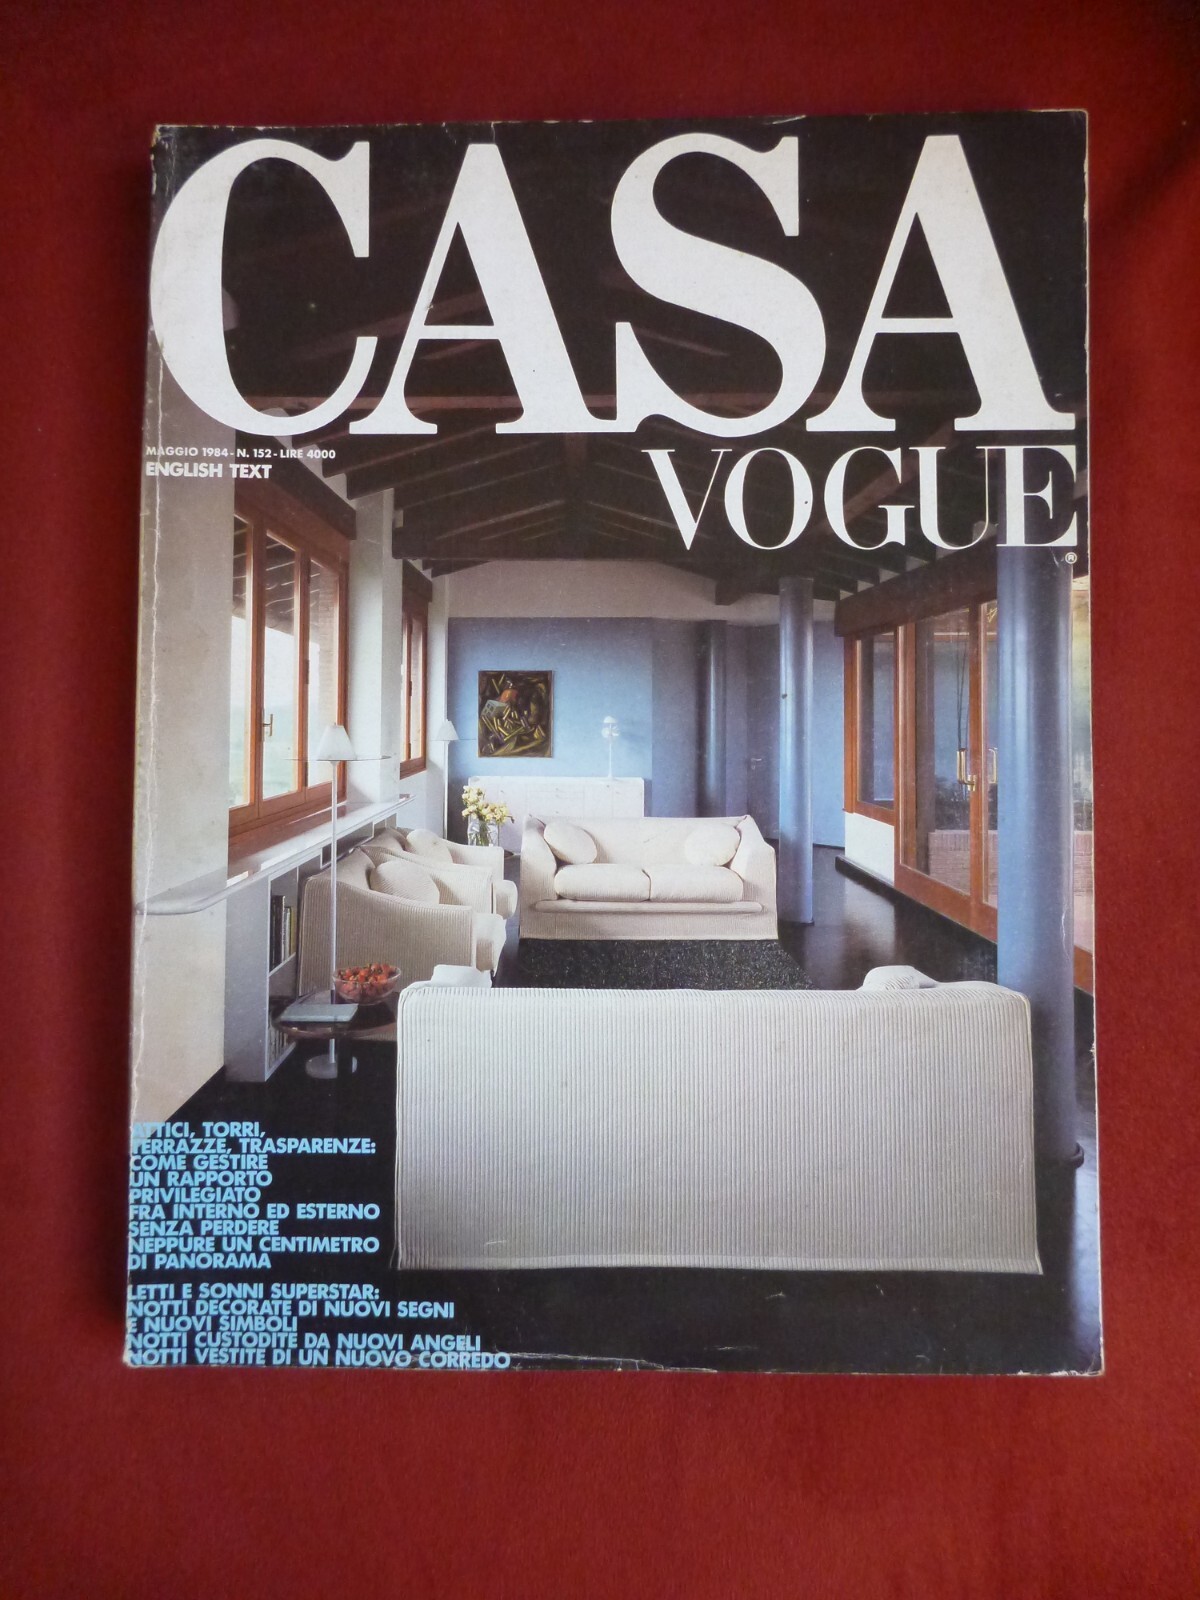 CASA
VOGUE
®
MAGGIO 1984 - N. 152 - LIRE 4000
ENGLISH TEXT
ATTICI, TORRI,
TERRAZZE, TRASPARENZE:
COME GESTIRE
UN RAPPORTO
PRIVILEGIATO
FRA INTERNO ED ESTERNO
SENZA PERDERE
NEPPURE UN CENTIMETRO
DI PANORAMA
LETTI E SONNI SUPERSTAR:
NOTTI DECORATE DI NUOVI SEGNI
E NUOVI SIMBOLI
NOTTI CUSTODITE DA NUOVI ANGELI
NOTTI VESTITE DI UN NUOVO CORREDO